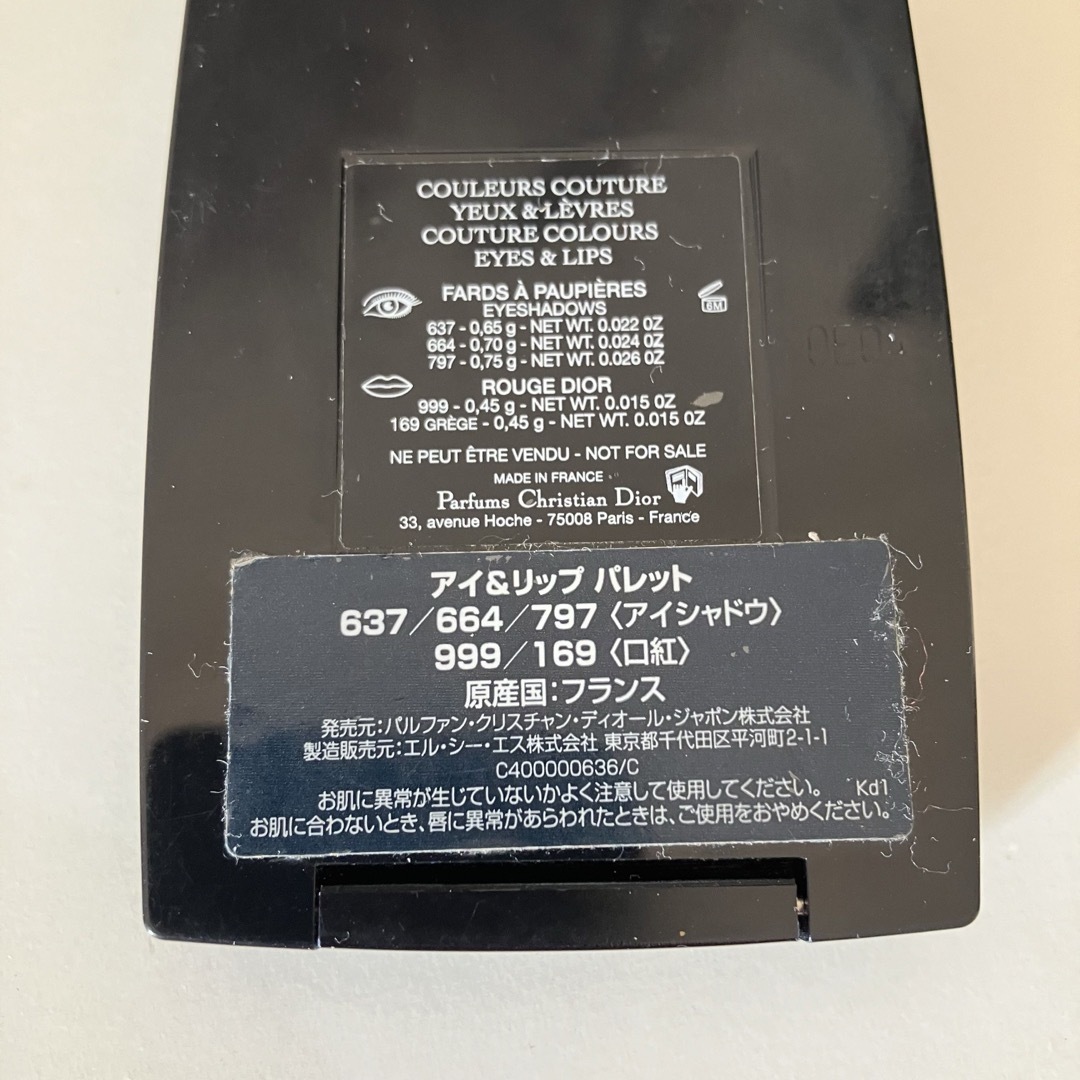 COULEURS COUTURE
YEUX & LÈVRES
COUTURE COLOURS
EYES & LIPS
FARDS À PAUPIÈRES
EYESHADOWS
637 - 0,65 g - NET WT. 0.022 OZ
664 - 0,70 g - NET WT. 0.024 OZ
797 - 0,75 g - NET WT. 0.026 OZ
6M
ROUGE DIOR
999 - 0,45 g - NET WT. 0.015 OZ
169 GRÈGE - 0,45 g - NET WT. 0.015 OZ
NE PEUT ÊTRE VENDU - NOT FOR SALE
MADE IN FRANCE
Parfums Christian Dior
33, avenue Hoche - 75008 Paris - France
アイ&リップ パレット
637／664／797〈アイシャドウ〉
999／169〈口紅〉
原産国：フランス
発売元：パルファン・クリスチャン・ディオール・ジャポン株式会社
製造販売元：エル・シー・エス株式会社 東京都千代田区平河町2-1-1
C400000636/C
お肌に異常が生じていないかよく注意して使用してください。 Kd1
お肌に合わないとき、唇に異常があらわれたときは、ご使用をおやめください。